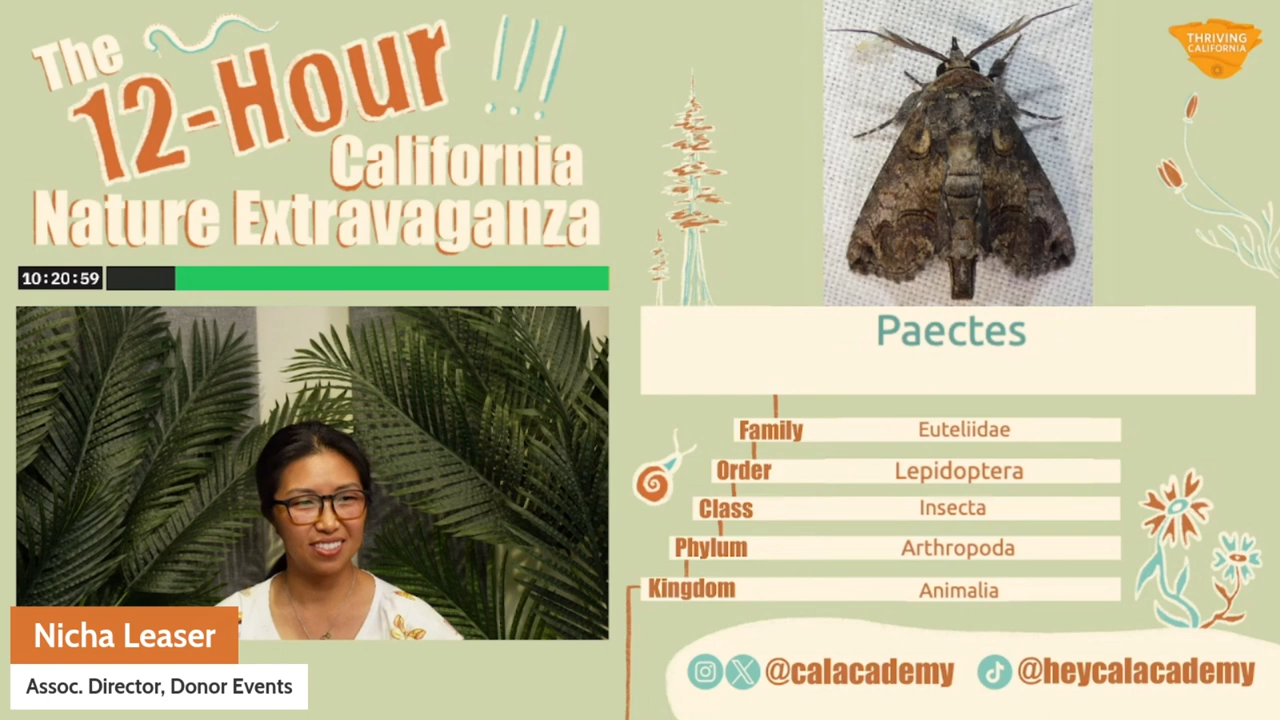 The
12-Hour !!!
California
Nature Extravaganza
10:20:59
Nicha Leaser
Assoc. Director, Donor Events
THRIVING
CALIFORNIA
Paectes
Family Euteliidae
Order Lepidoptera
Class Insecta
Phylum Arthropoda
Kingdom Animalia
@calacademy @heycalacademy